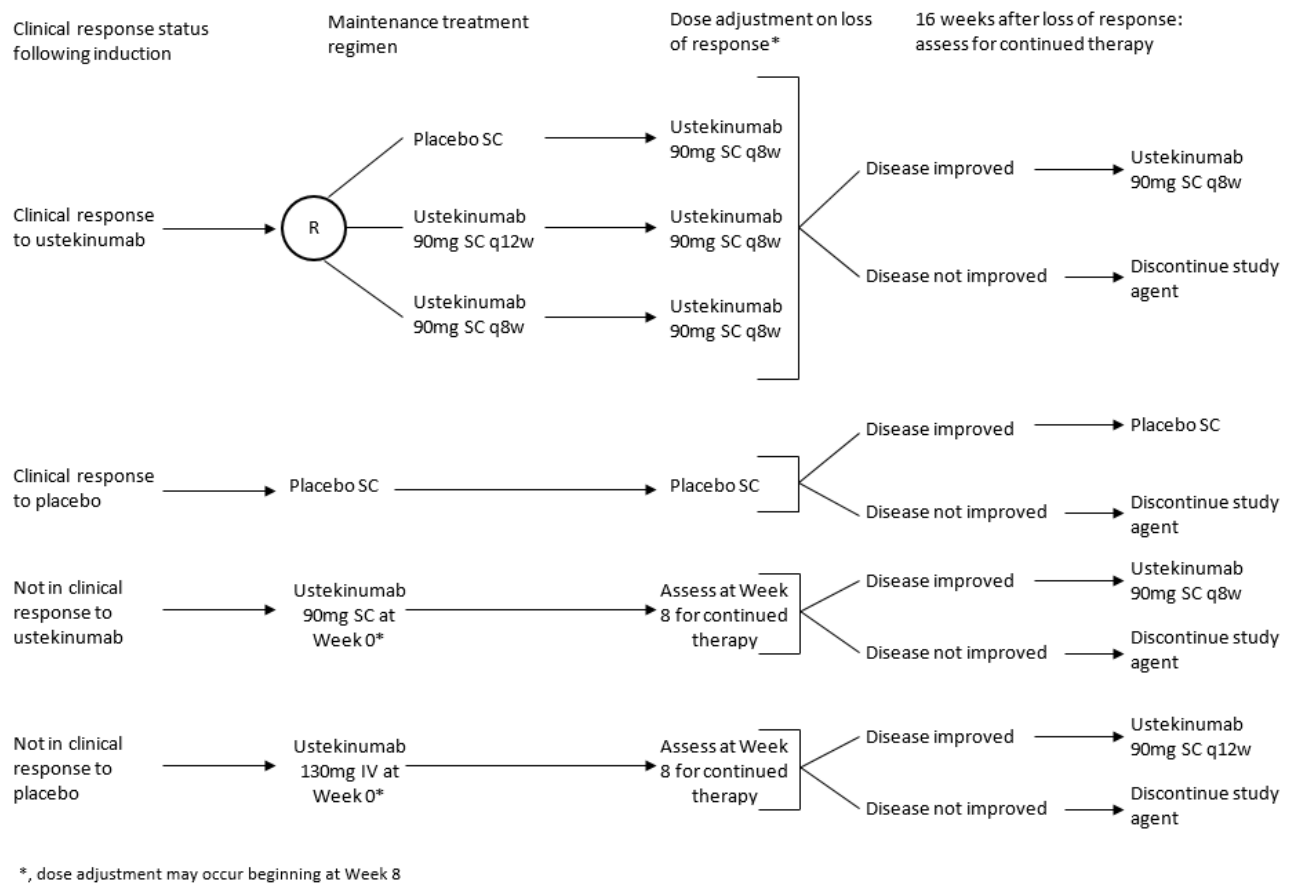 Clinical response status
following induction
Maintenance treatment
regimen
Dose adjustment on loss
of response*
16 weeks after loss of response:
assess for continued therapy
Clinical response
to ustekinumab
R
Placebo SC
Ustekinumab
90mg SC q8w
Ustekinumab
90mg SC q12w
Ustekinumab
90mg SC q8w
Ustekinumab
90mg SC q8w
Ustekinumab
90mg SC q8w
Disease improved
Ustekinumab
90mg SC q8w
Disease not improved
Discontinue study
agent
Clinical response
to placebo
Placebo SC
Placebo SC
Disease improved
Placebo SC
Disease not improved
Discontinue study
agent
Not in clinical
response to
ustekinumab
Ustekinumab
90mg SC at
Week 0*
Assess at Week
8 for continued
therapy
Disease improved
Ustekinumab
90mg SC q8w
Disease not improved
Discontinue study
agent
Not in clinical
response to
placebo
Ustekinumab
130mg IV at
Week 0*
Assess at Week
8 for continued
therapy
Disease improved
Ustekinumab
90mg SC q12w
Disease not improved
Discontinue study
agent
*, dose adjustment may occur beginning at Week 8